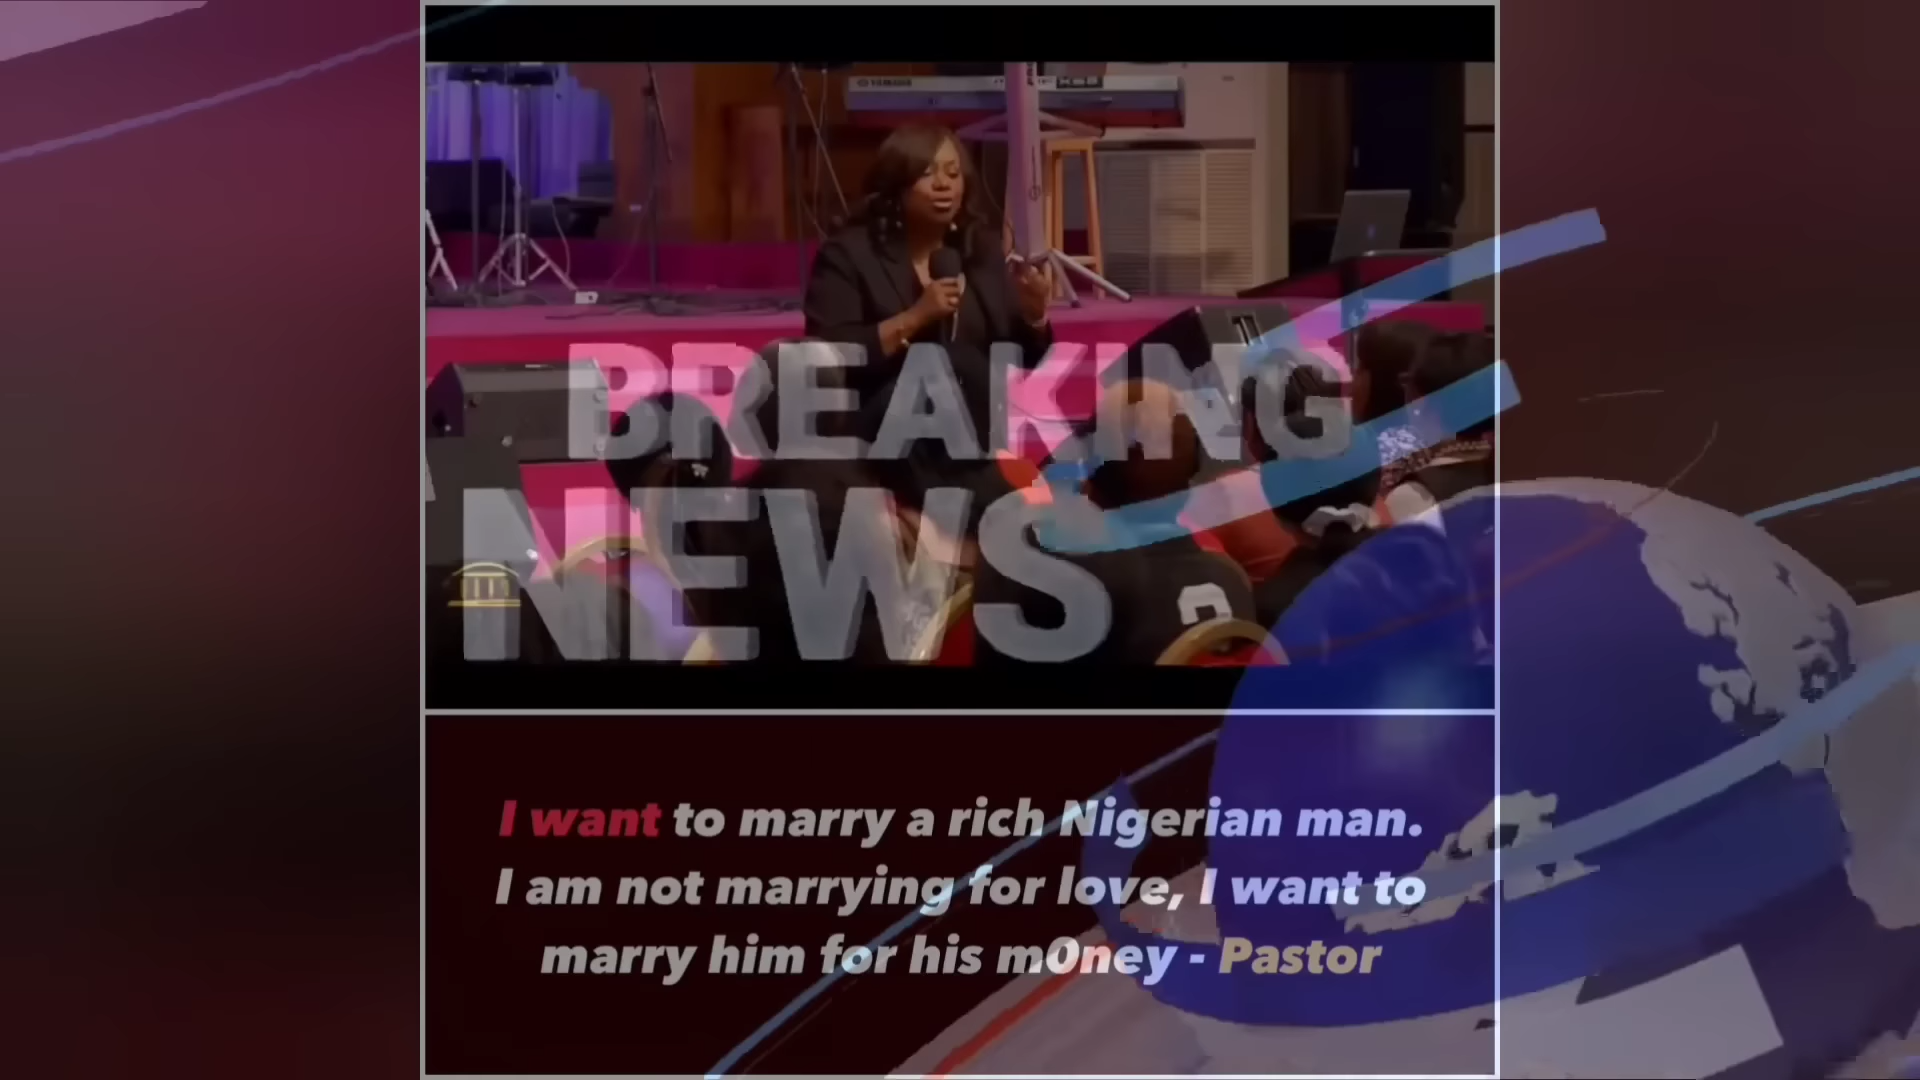 YAMAHA
BREAKING
NEWS
I want to marry a rich Nigerian man.
I am not marrying for love, I want to
marry him for his m0ney - Pastor